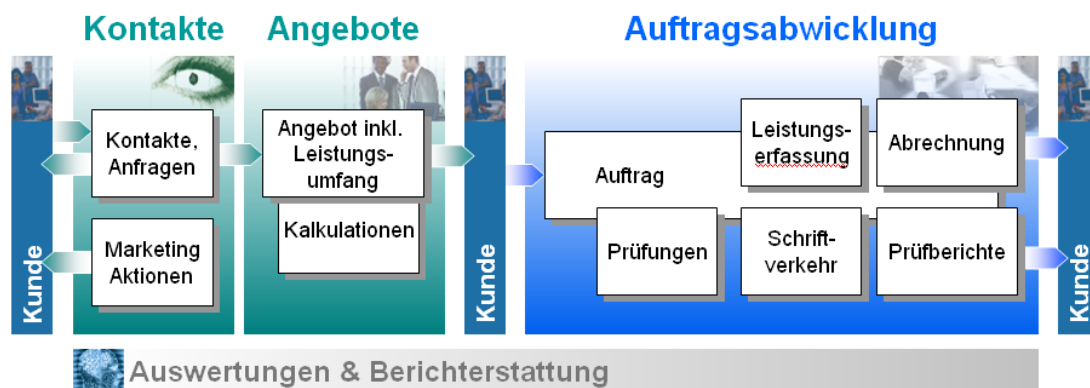 Kontakte
Angebote
Auftragsabwicklung
Kunde
Kontakte,
Anfragen
Marketing
Aktionen
Angebot inkl.
Leistungs-
umfang
Kalkulationen
Kunde
Auftrag
Leistungs-
erfassung
Abrechnung
Prüfungen
Schrift-
verkehr
Prüfberichte
Kunde
Auswertungen & Berichterstattung